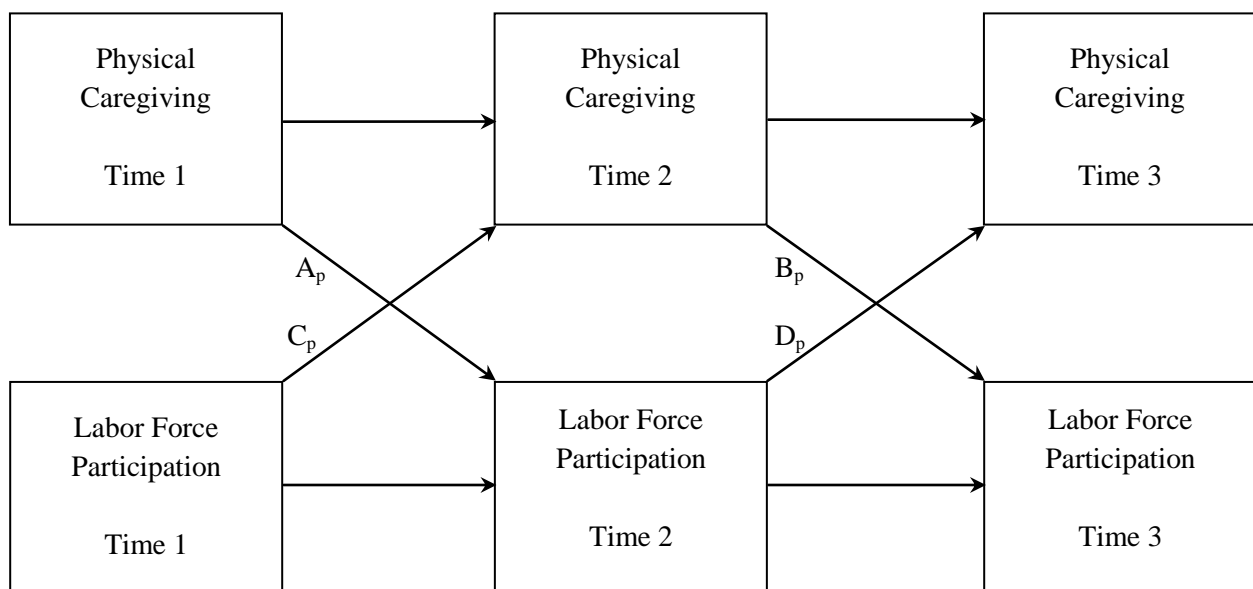 Physical
Caregiving
Time 1
Physical
Caregiving
Time 2
Physical
Caregiving
Time 3
Aₚ
Cₚ
Bₚ
Dₚ
Labor Force
Participation
Time 1
Labor Force
Participation
Time 2
Labor Force
Participation
Time 3